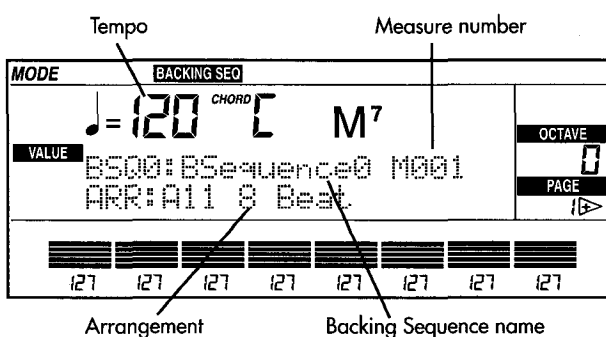 Tempo Measure number
MODE BACKING SEQ
♩=120 CHORD C M7 OCTAVE
VALUE BS00:BSequence0 M001 0
ARR:A11 8 Beat PAGE
1+
127 127 127 127 127 127 127 127
Arrangement Backing Sequence name